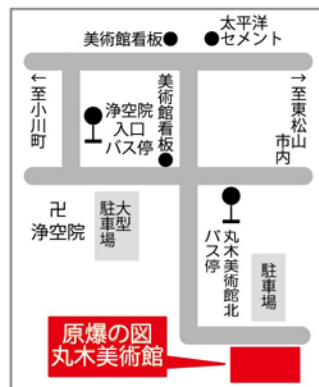 美術館看板
太平洋
セメント
←至小川町
浄空院
入口
バス停
美術館看板
→至東松山
市内
卍
浄空院
大型
駐車場
丸木美術館北
バス停
駐車場
原爆の図
丸木美術館